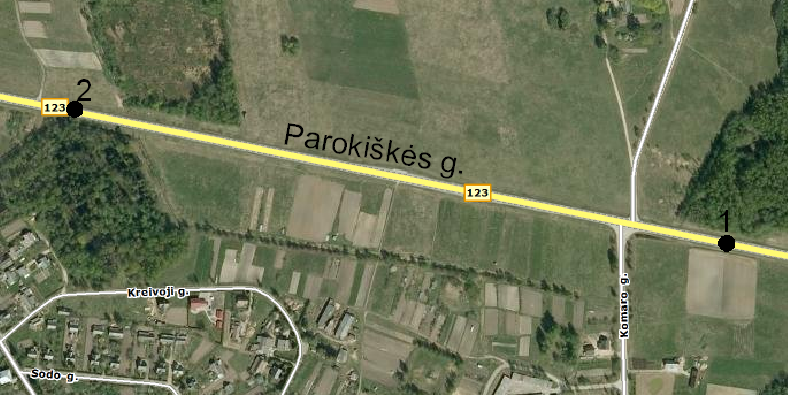 2
123
Parokiškės g.
123
1
Komaro g.
Kreivoji g.
Sodo g.